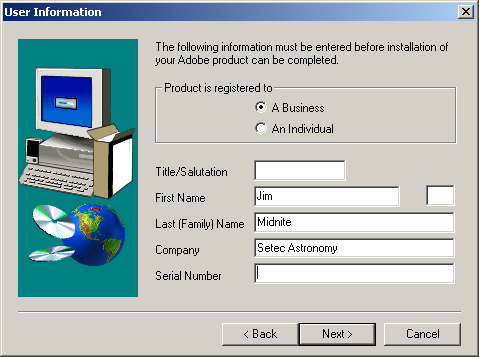 User Information
The following information must be entered before installation of
your Adobe product can be completed.
Product is registered to
A Business
An Individual
Title/Salutation
First Name Jim
Last (Family) Name Midnite
Company Setec Astronomy
Serial Number
< Back Next > Cancel